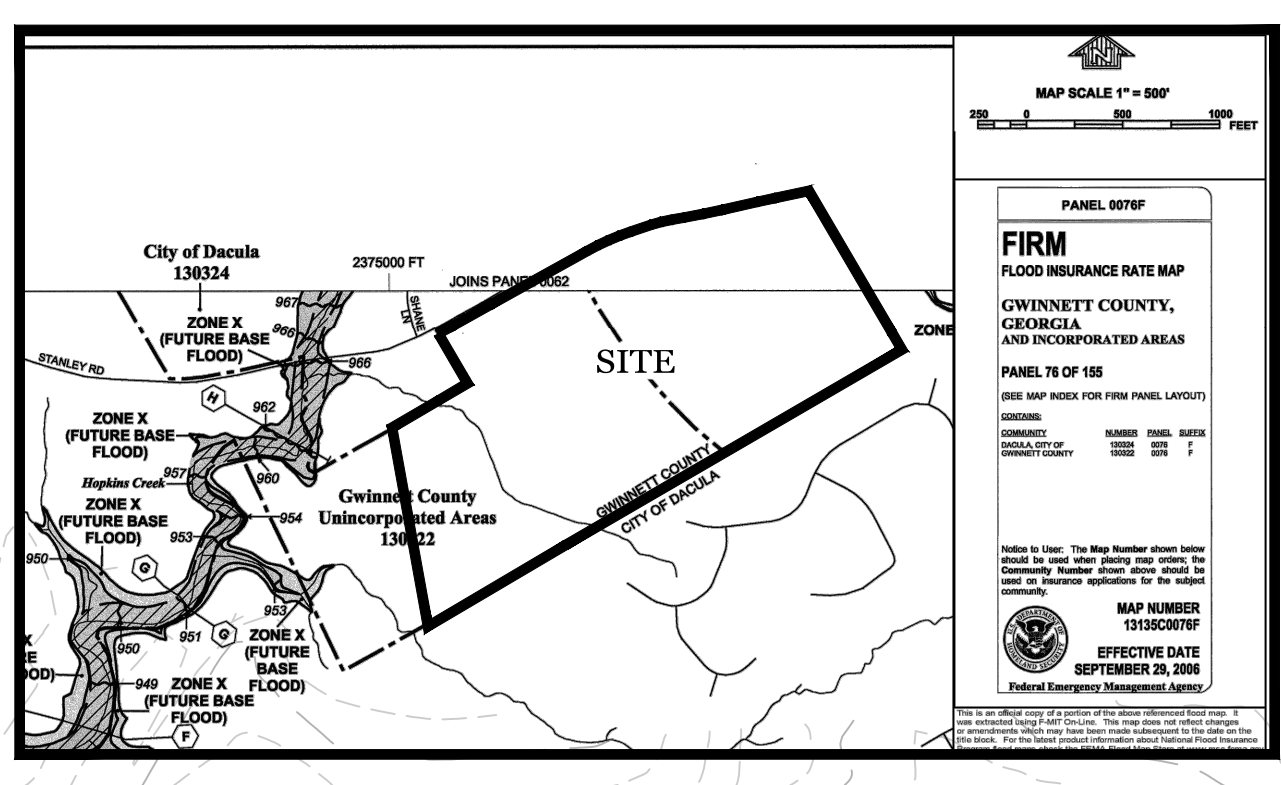 MAP SCALE 1" = 500'
250 0 500 1000
FEET
PANEL 0076F
FIRM
FLOOD INSURANCE RATE MAP
GWINNETT COUNTY,
GEORGIA
AND INCORPORATED AREAS
PANEL 76 OF 155
(SEE MAP INDEX FOR FIRM PANEL LAYOUT)
CONTAINS:
COMMUNITY NUMBER PANEL SUFFIX
DACULA, CITY OF 130324 0076 F
GWINNETT COUNTY 130322 0076 F
Notice to User: The Map Number shown below
should be used when placing map orders; the
Community Number shown above should be
used on insurance applications for the subject
community.
U.S. DEPARTMENT OF
HOMELAND SECURITY
MAP NUMBER
13135C0076F
EFFECTIVE DATE
SEPTEMBER 29, 2006
Federal Emergency Management Agency
This is an official copy of a portion of the above referenced flood map. It
was extracted using F-MIT On-Line. This map does not reflect changes
or amendments which may have been made subsequent to the date on the
title block. For the latest product information about National Flood Insurance
City of Dacula
130324
2375000 FT
JOINS PANEL 0062
SHANE
LN
967
ZONE X
(FUTURE BASE
FLOOD)
966
966
STANLEY RD
SITE
ZONE
H
962
ZONE X
(FUTURE BASE
FLOOD)
957
960
Hopkins Creek
ZONE X
(FUTURE BASE
FLOOD)
Gwinnett County
Unincorporated Areas
GWINNETT COUNTY
CITY OF DACULA
954
953
950
G
953
951
G
950
ZONE X
(FUTURE
BASE
FLOOD)
949
ZONE X
(FUTURE BASE
FLOOD)
F